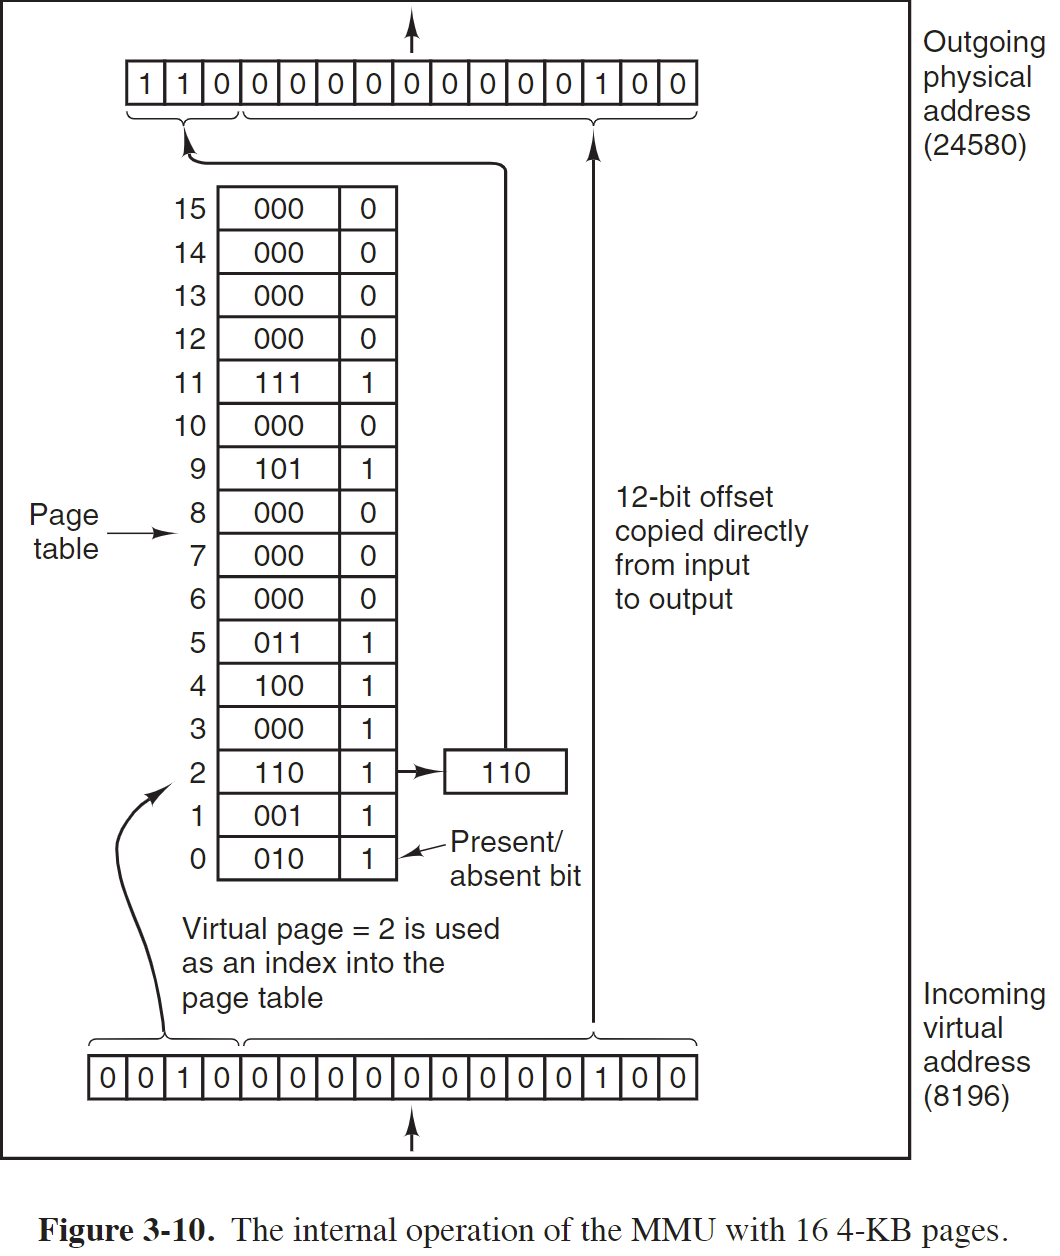 Outgoing
physical
address
(24580)
1 1 0 0 0 0 0 0 0 0 0 0 1 0 0
15 000 0
14 000 0
13 000 0
12 000 0
11 111 1
10 000 0
9 101 1
8 000 0
7 000 0
6 000 0
5 011 1
4 100 1
3 000 1
2 110 1
1 001 1
0 010 1
Page
table
110
12-bit offset
copied directly
from input
to output
Present/
absent bit
Virtual page = 2 is used
as an index into the
page table
Incoming
virtual
address
(8196)
0 0 1 0 0 0 0 0 0 0 0 0 0 1 0 0
Figure 3-10. The internal operation of the MMU with 16 4-KB pages.